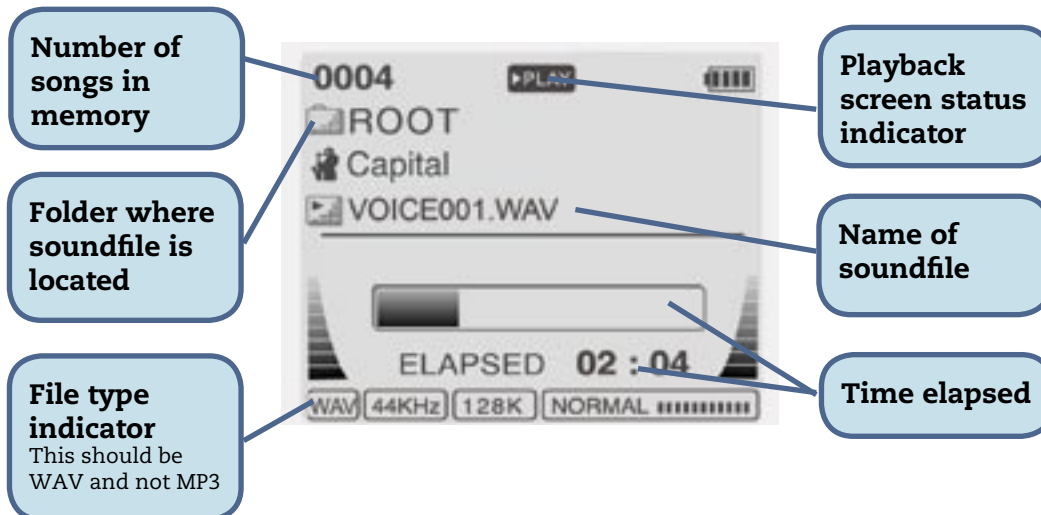 Number of
songs in
memory
Folder where
soundfile is
located
File type
indicator
This should be
WAV and not MP3
0004 PLAY
ROOT
Capital
VOICE001.WAV
ELAPSED 02 : 04
WAV 44KHz 128K NORMAL
Playback
screen status
indicator
Name of
soundfile
Time elapsed